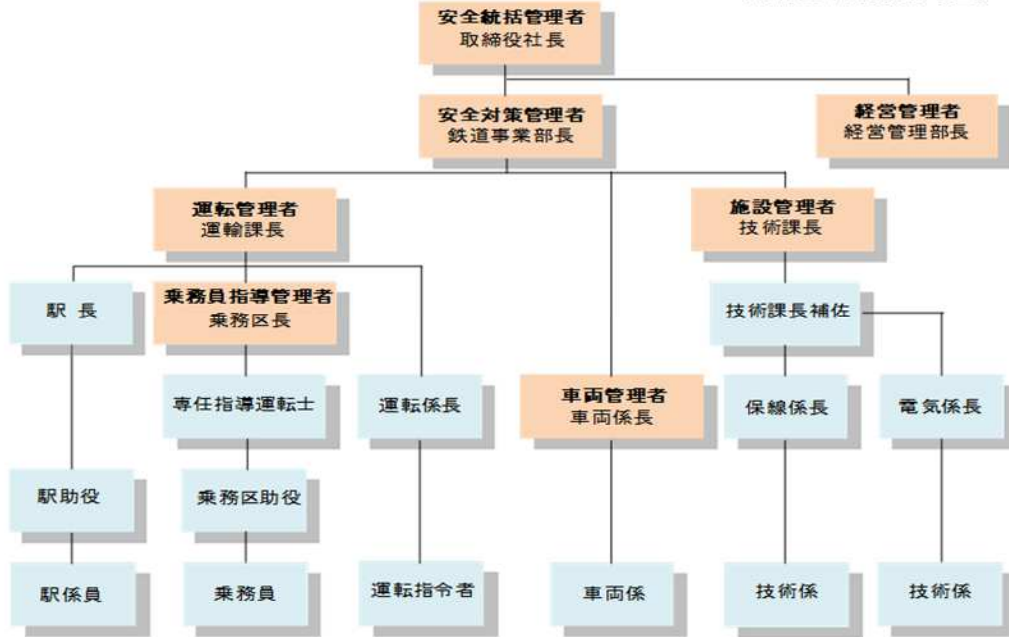 安全統括管理者
取締役社長
安全対策管理者
鉄道事業部長
経営管理者
経営管理部長
運転管理者
運輸課長
施設管理者
技術課長
駅 長
乗務員指導管理者
乗務区長
技術課長補佐
専任指導運転士
運転係長
車両管理者
車両係長
保線係長
電気係長
駅助役
乗務区助役
駅係員
乗務員
運転指令者
車両係
技術係
技術係